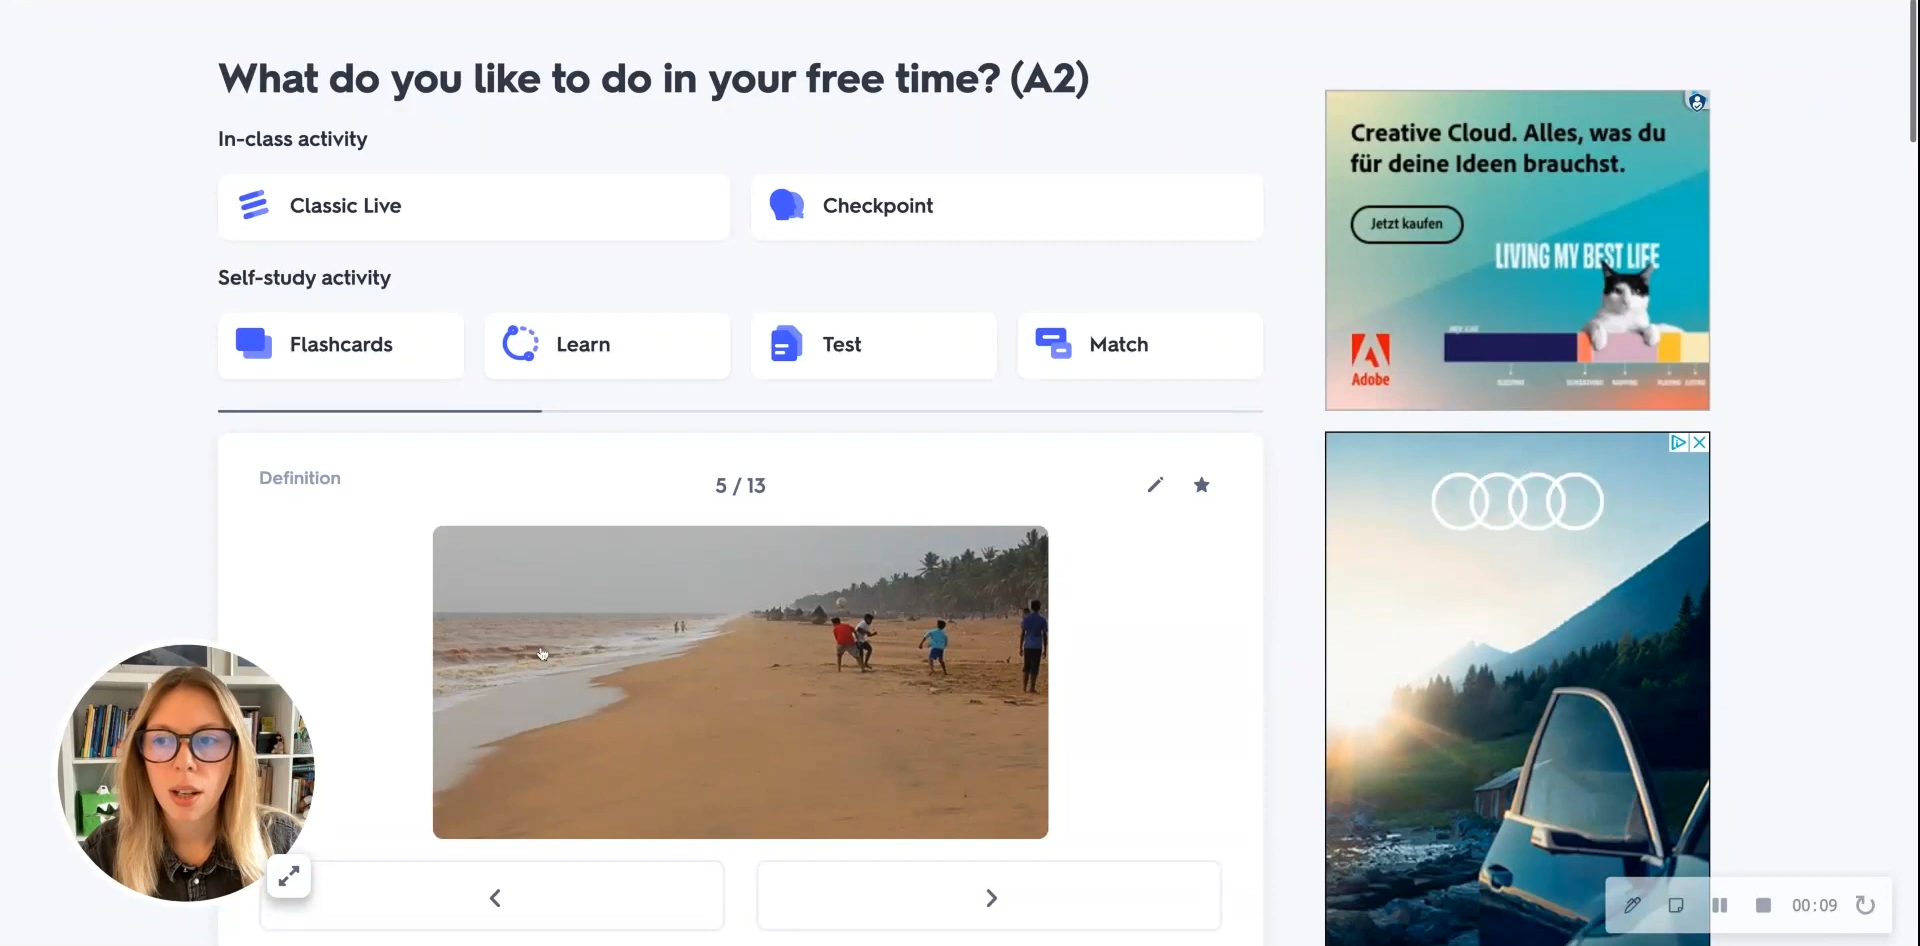 What do you like to do in your free time? (A2)
In-class activity
Classic Live
Checkpoint
Self-study activity
Flashcards
Learn
Test
Match
Definition
5 / 13
Creative Cloud. Alles, was du
für deine Ideen brauchst.
Jetzt kaufen
LIVING MY BEST LIFE
Adobe
00:09